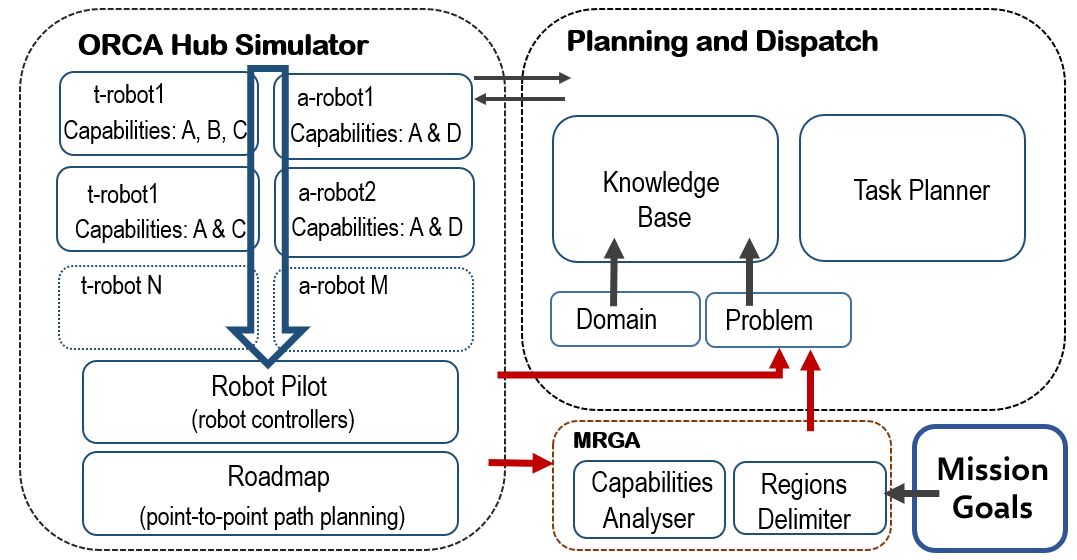 ORCA Hub Simulator
t-robot1
Capabilities: A, B, C
a-robot1
Capabilities: A & D
t-robot1
Capabilities: A & C
a-robot2
Capabilities: A & D
t-robot N
a-robot M
Robot Pilot
(robot controllers)
Roadmap
(point-to-point path planning)
Planning and Dispatch
Knowledge
Base
Task Planner
Domain
Problem
MRGA
Capabilities
Analyser
Regions
Delimiter
Mission
Goals